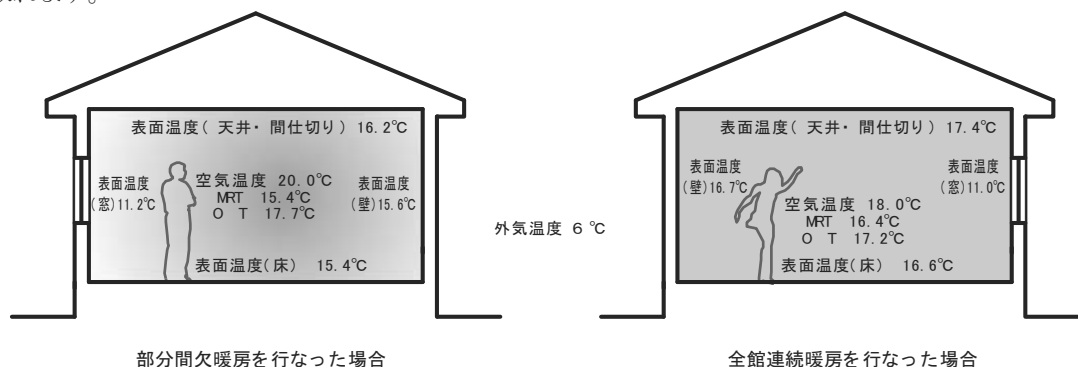 表面温度( 天井・ 間仕切り) 16.2℃
表面温度
(窓)11.2℃
空気温度 20.0℃
MRT 15.4℃
O T 17.7℃
表面温度
(壁)15.6℃
表面温度(床) 15.4℃
外気温度 6 ℃
表面温度( 天井・ 間仕切り) 17.4℃
表面温度
(壁)16.7℃
表面温度
(窓)11.0℃
空気温度 18.0℃
MRT 16.4℃
O T 17.2℃
表面温度(床) 16.6℃
部分間欠暖房を行なった場合
全館連続暖房を行なった場合